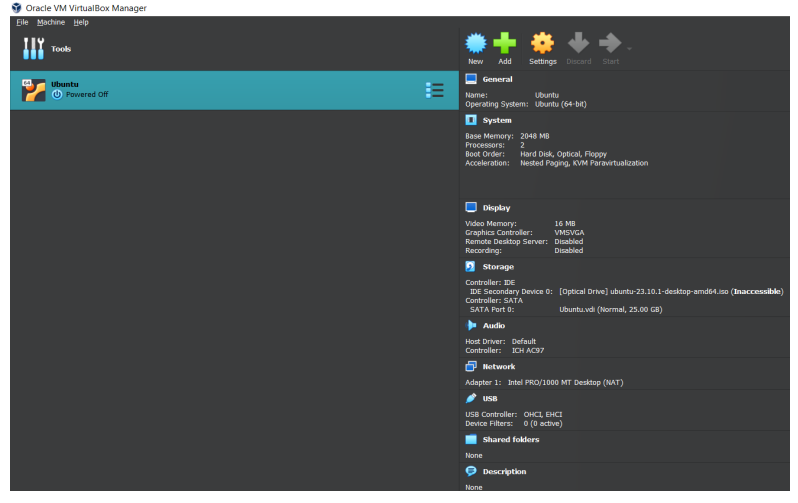 Oracle VM VirtualBox Manager
File Machine Help
Tools
New Add Settings Discard Start
64
Ubuntu
Powered Off
General
Name: Ubuntu
Operating System: Ubuntu (64-bit)
System
Base Memory: 2048 MB
Processors: 2
Boot Order: Hard Disk, Optical, Floppy
Acceleration: Nested Paging, KVM Paravirtualization
Display
Video Memory: 16 MB
Graphics Controller: VMSVGA
Remote Desktop Server: Disabled
Recording: Disabled
Storage
Controller: IDE
IDE Secondary Device 0: [Optical Drive] ubuntu-23.10.1-desktop-amd64.iso (Inaccessible)
Controller: SATA
SATA Port 0: Ubuntu.vdi (Normal, 25.00 GB)
Audio
Host Driver: Default
Controller: ICH AC97
Network
Adapter 1: Intel PRO/1000 MT Desktop (NAT)
USB
USB Controller: OHCI, EHCI
Device Filters: 0 (0 active)
Shared folders
None
Description
None